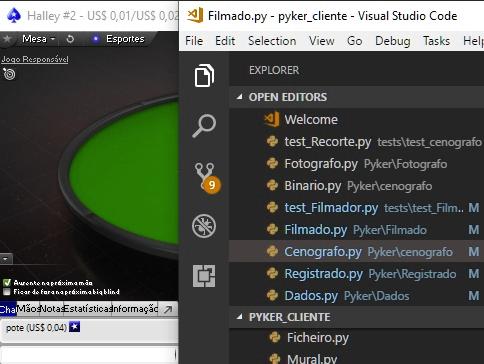 Halley #2 - US$ 0,01/US$ 0,02
Mesa
Esportes
Jogo Responsável
Ausente na próxima mão
Ficar de fora na próxima big blind
Chat
Mãos
Notas
Estatísticas
Informação
pote (US$ 0,04)
Filmado.py - pyker_cliente - Visual Studio Code
File Edit Selection View Go Debug Tasks Help
EXPLORER
OPEN EDITORS
Welcome
test_Recorte.py tests\test_cenografo
Fotografo.py Pyker\Fotografo
Binario.py Pyker\cenografo
test_Filmador.py tests\test_Film... M
Filmado.py Pyker\Filmado M
Cenografo.py Pyker\cenografo M
Registrado.py Pyker\Registrado M
Dados.py Pyker\Dados M
9
PYKER_CLIENTE
Ficheiro.py
Mural.py